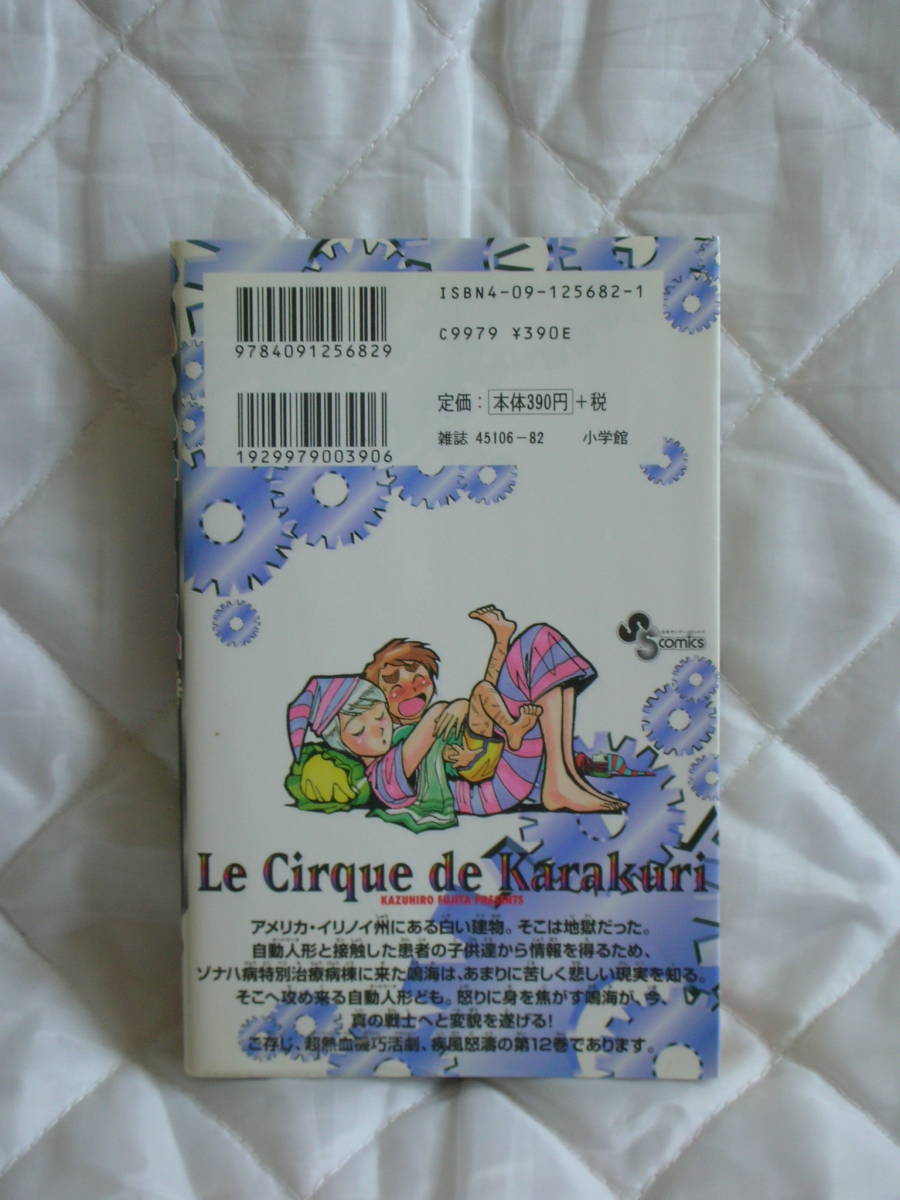 ISBN4-09-125682-1
9784091256829
C9979 ¥390E
定価：本体390円+税
1929979003906
雑誌 45106-82 小学館
SS comics
Le Cirque de Karakuri
KAZUHIRO FUJITA PRESENTS
アメリカ・イリノイ州にある白い建物。そこは地獄だった。
自動人形と接触した患者の子供達から情報を得るため、
ゾナハ病特別治療病棟に来た鳴海は、あまりに苦しく悲しい現実を知る。
そこへ攻め来る自動人形ども。怒りに身を焦がす鳴海が、今、
真の戦士へと変貌を遂げる！
ご存じ、超熱血機巧活劇、疾風怒濤の第12巻であります。